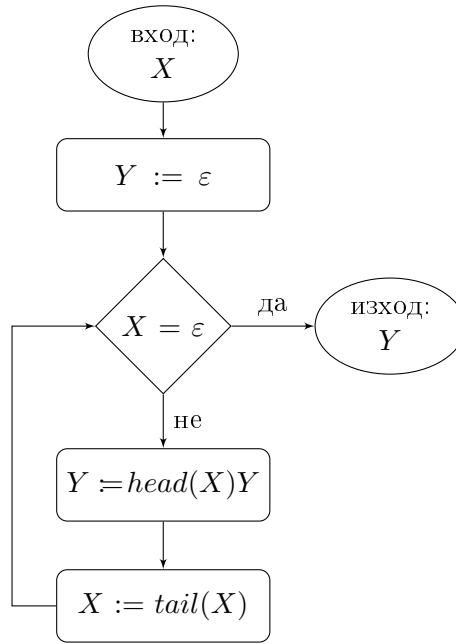 вход:
X
Y := ε
X = ε
да
изход:
Y
не
Y :=head(X)Y
X := tail(X)